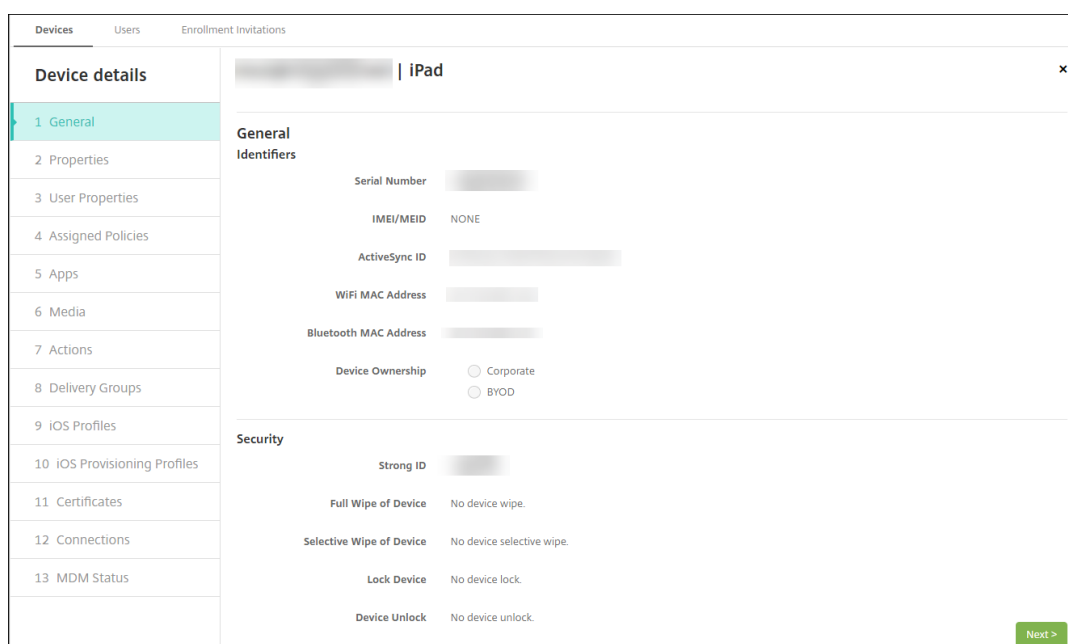 Devices Users Enrollment Invitations
Device details
| iPad
×
1 General
2 Properties
3 User Properties
4 Assigned Policies
5 Apps
6 Media
7 Actions
8 Delivery Groups
9 iOS Profiles
10 iOS Provisioning Profiles
11 Certificates
12 Connections
13 MDM Status
General
Identifiers
Serial Number
IMEI/MEID NONE
ActiveSync ID
WiFi MAC Address
Bluetooth MAC Address
Device Ownership Corporate
BYOD
Security
Strong ID
Full Wipe of Device No device wipe.
Selective Wipe of Device No device selective wipe.
Lock Device No device lock.
Device Unlock No device unlock.
Next >